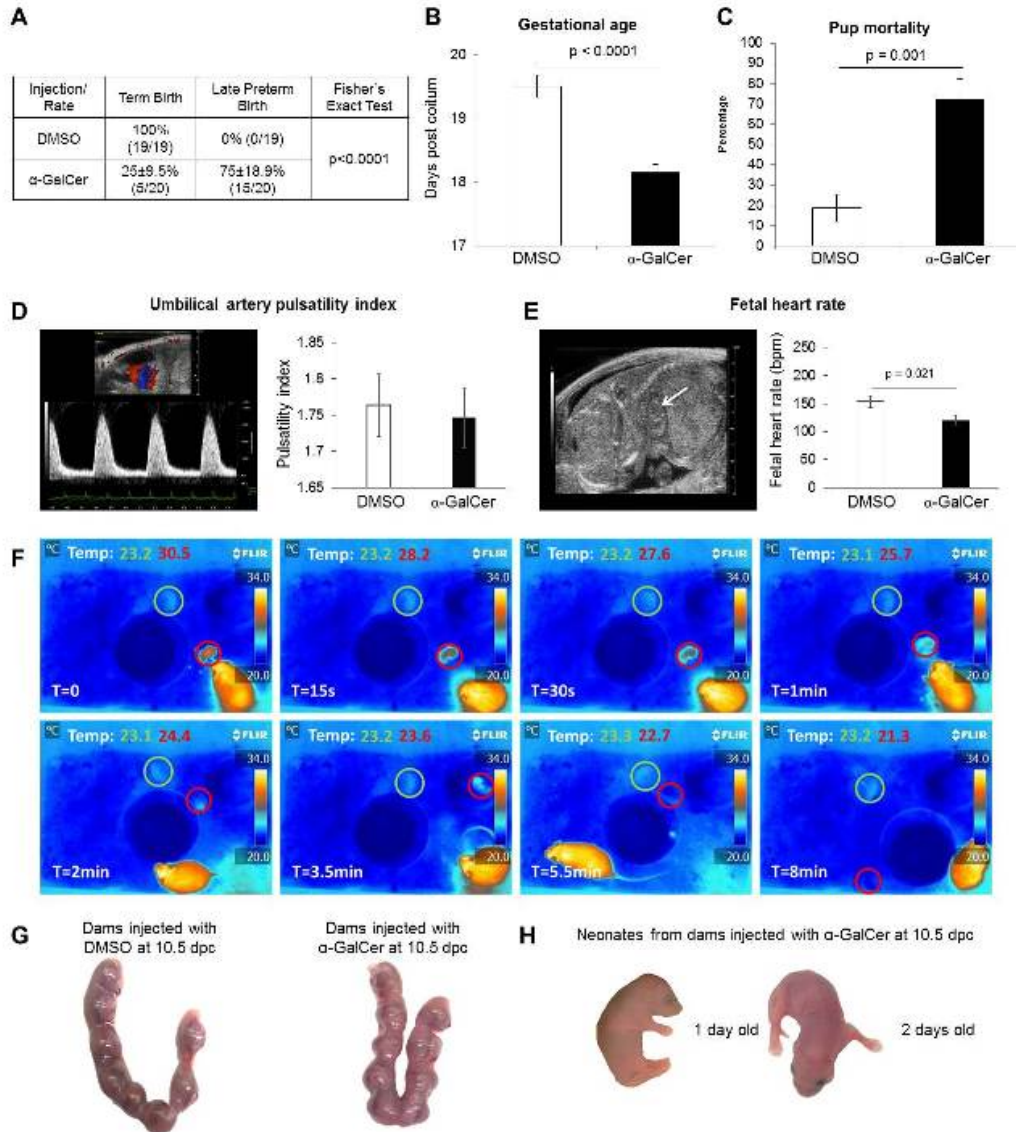 A
Injection/ Rate
Term Birth
Late Preterm Birth
Fisher's Exact Test
DMSO
100% (19/19)
0% (0/19)
p<0.0001
α-GalCer
25±9.5% (5/20)
75±18.9% (15/20)
B
Gestational age
p < 0.0001
Days post coitum
20
19
18
17
DMSO
α-GalCer
C
Pup mortality
p = 0.001
Percentage
100
90
80
70
60
50
40
30
20
10
0
DMSO
α-GalCer
D
Umbilical artery pulsatility index
Pulsatility index
1.85
1.8
1.75
1.7
1.65
DMSO
α-GalCer
E
Fetal heart rate
Fetal heart rate (bpm)
250
200
150
100
50
0
p = 0.021
DMSO
α-GalCer
F
°C Temp: 23.2 30.5 FLIR
34.0
20.0
T=0
°C Temp: 23.2 28.2 FLIR
34.0
20.0
T=15s
°C Temp: 23.2 27.6 FLIR
34.0
20.0
T=30s
°C Temp: 23.1 25.7 FLIR
34.0
20.0
T=1min
°C Temp: 23.1 24.4 FLIR
34.0
20.0
T=2min
°C Temp: 23.2 23.6 FLIR
34.0
20.0
T=3.5min
°C Temp: 23.3 22.7 FLIR
34.0
20.0
T=5.5min
°C Temp: 23.2 21.3 FLIR
34.0
20.0
T=8min
G
Dams injected with
DMSO at 10.5 dpc
Dams injected with
α-GalCer at 10.5 dpc
H
Neonates from dams injected with α-GalCer at 10.5 dpc
1 day old
2 days old